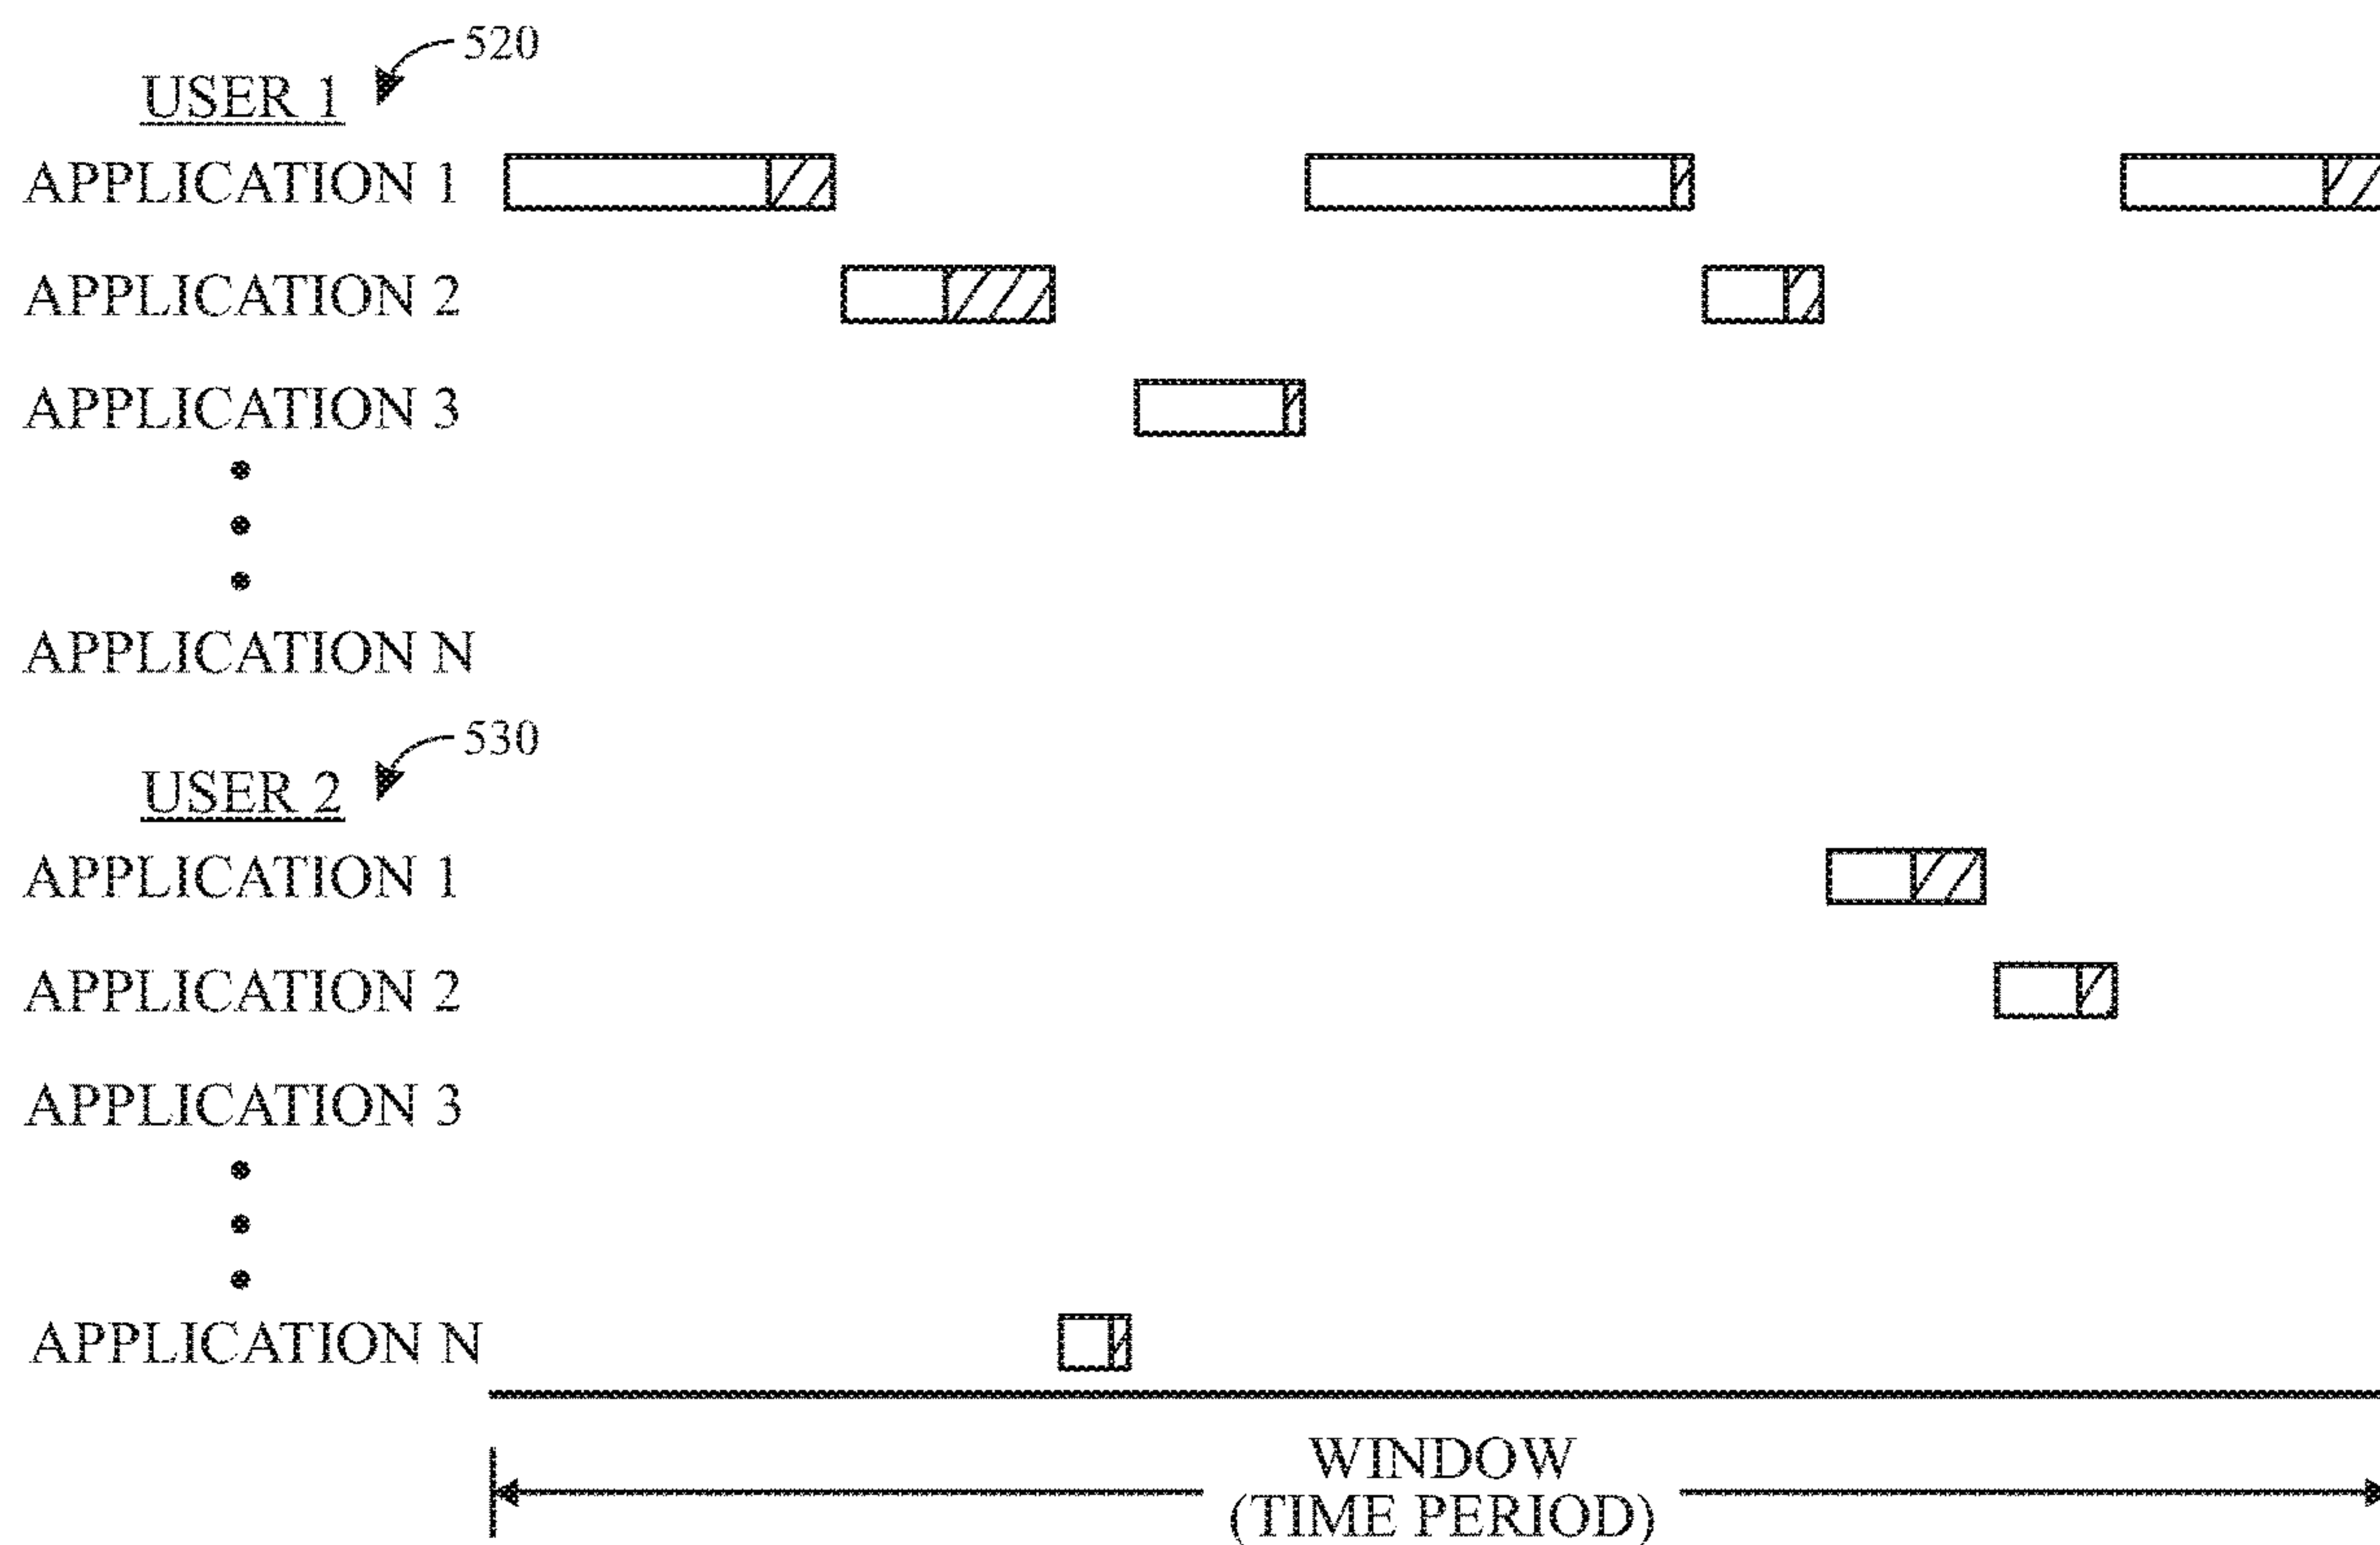 520
USER 1
APPLICATION 1
APPLICATION 2
APPLICATION 3
APPLICATION N
530
USER 2
APPLICATION 1
APPLICATION 2
APPLICATION 3
APPLICATION N
WINDOW
(TIME PERIOD)